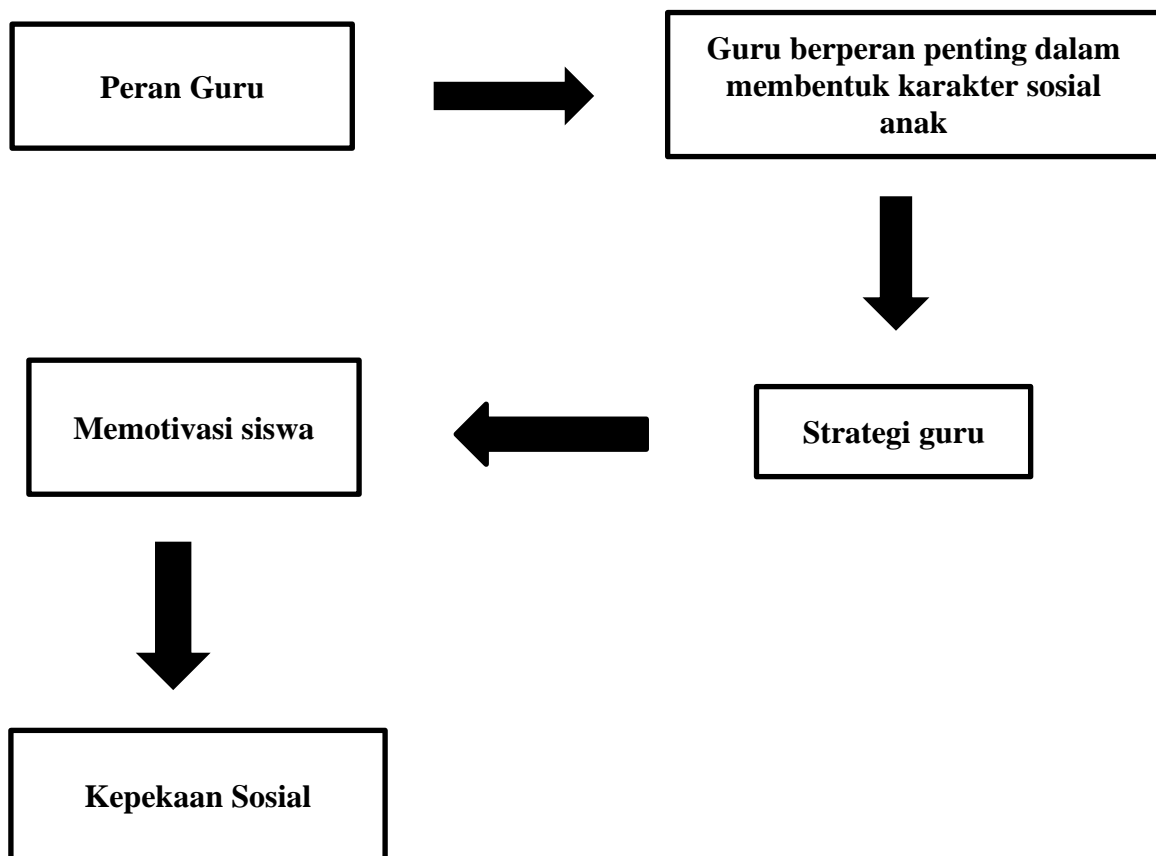 Peran Guru
Guru berperan penting dalam
membentuk karakter sosial
anak
Strategi guru
Memotivasi siswa
Kepekaan Sosial